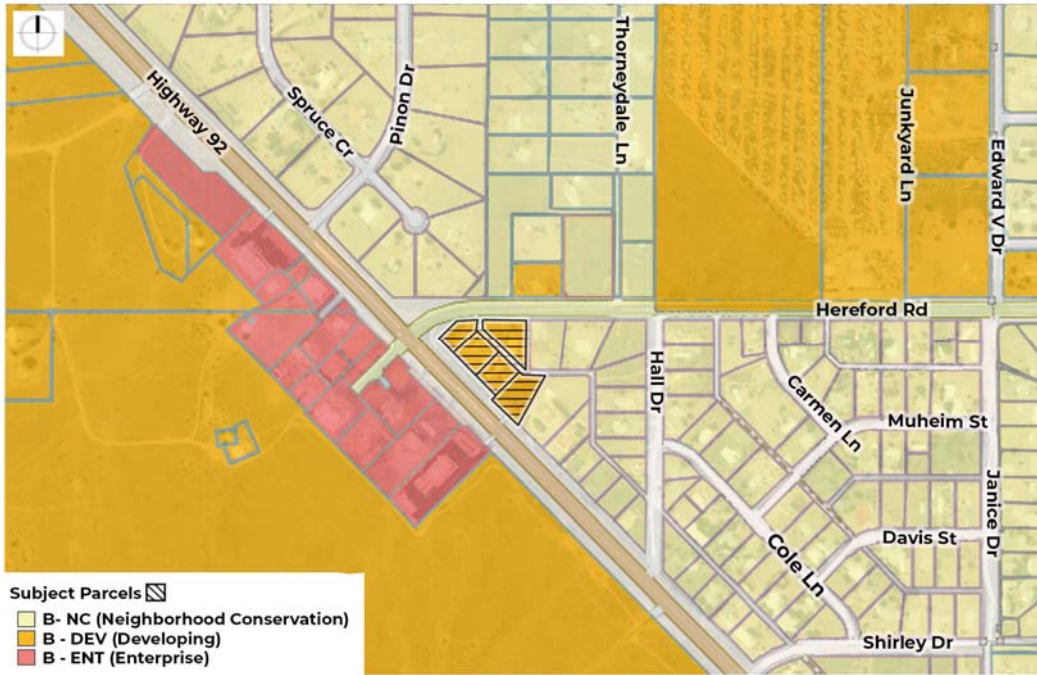 Highway 92
Spruce Cr
Pinon Dr
Thorneydale Ln
Junkyard Ln
Edward V Dr
Hereford Rd
Hall Dr
Carmen Ln
Muheim St
Janice Dr
Davis St
Cole Ln
Shirley Dr
Subject Parcels
B- NC (Neighborhood Conservation)
B - DEV (Developing)
B - ENT (Enterprise)